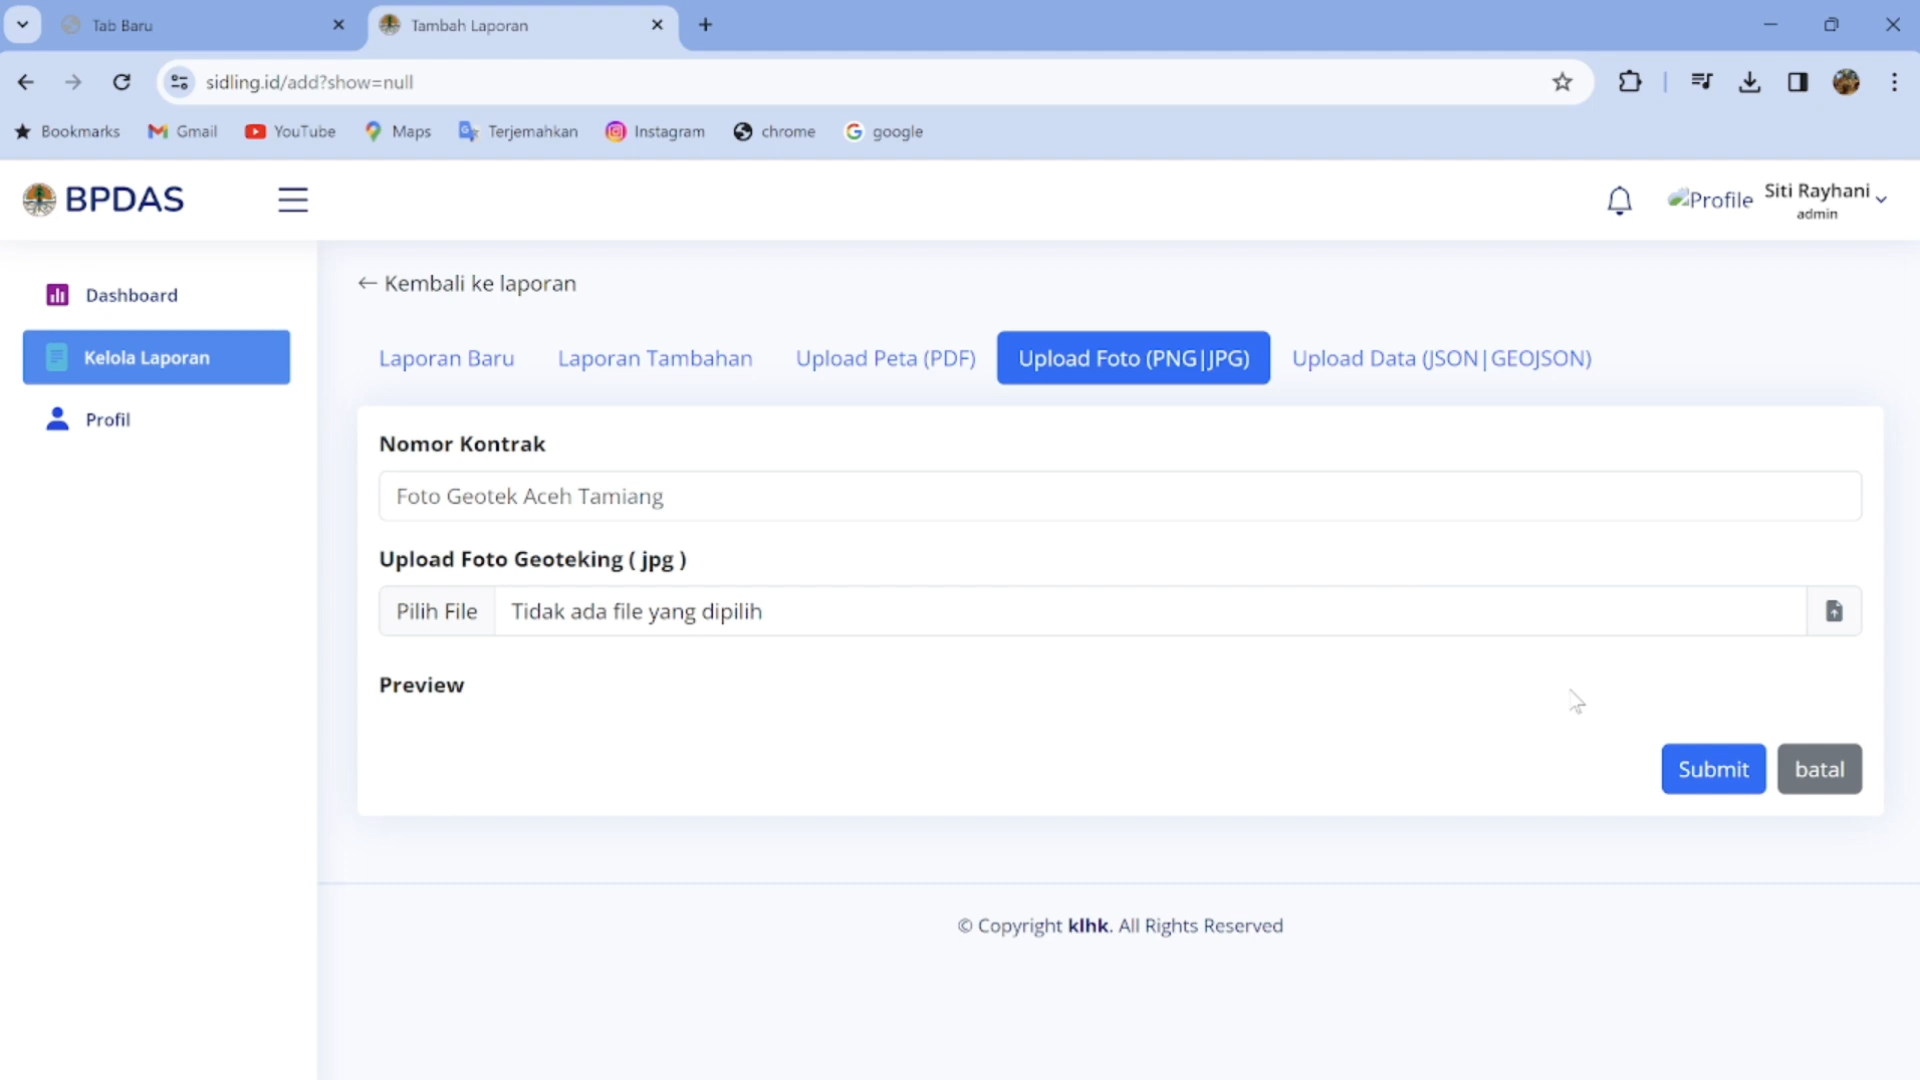 Tab Baru
Tambah Laporan
sidling.id/add?show=null
Bookmarks Gmail YouTube Maps Terjemahkan Instagram chrome google
BPDAS
Profile Siti Rayhani
admin
Dashboard
Kelola Laporan
Profil
← Kembali ke laporan
Laporan Baru Laporan Tambahan Upload Peta (PDF) Upload Foto (PNG|JPG) Upload Data (JSON|GEOJSON)
Nomor Kontrak
Foto Geotek Aceh Tamiang
Upload Foto Geoteking ( jpg )
Pilih File Tidak ada file yang dipilih
Preview
Submit batal
© Copyright klhk. All Rights Reserved